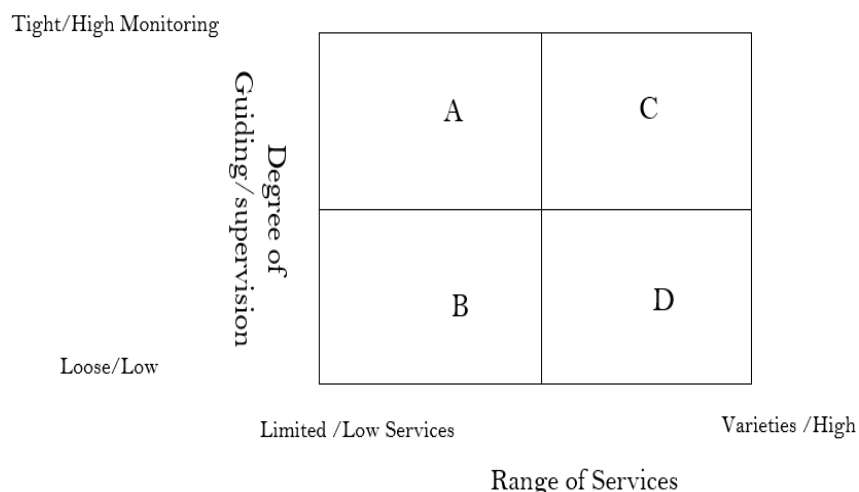 Tight/High Monitoring
Degree of
Guiding/supervision
A
C
B
D
Loose/Low
Limited /Low Services
Varieties /High
Range of Services